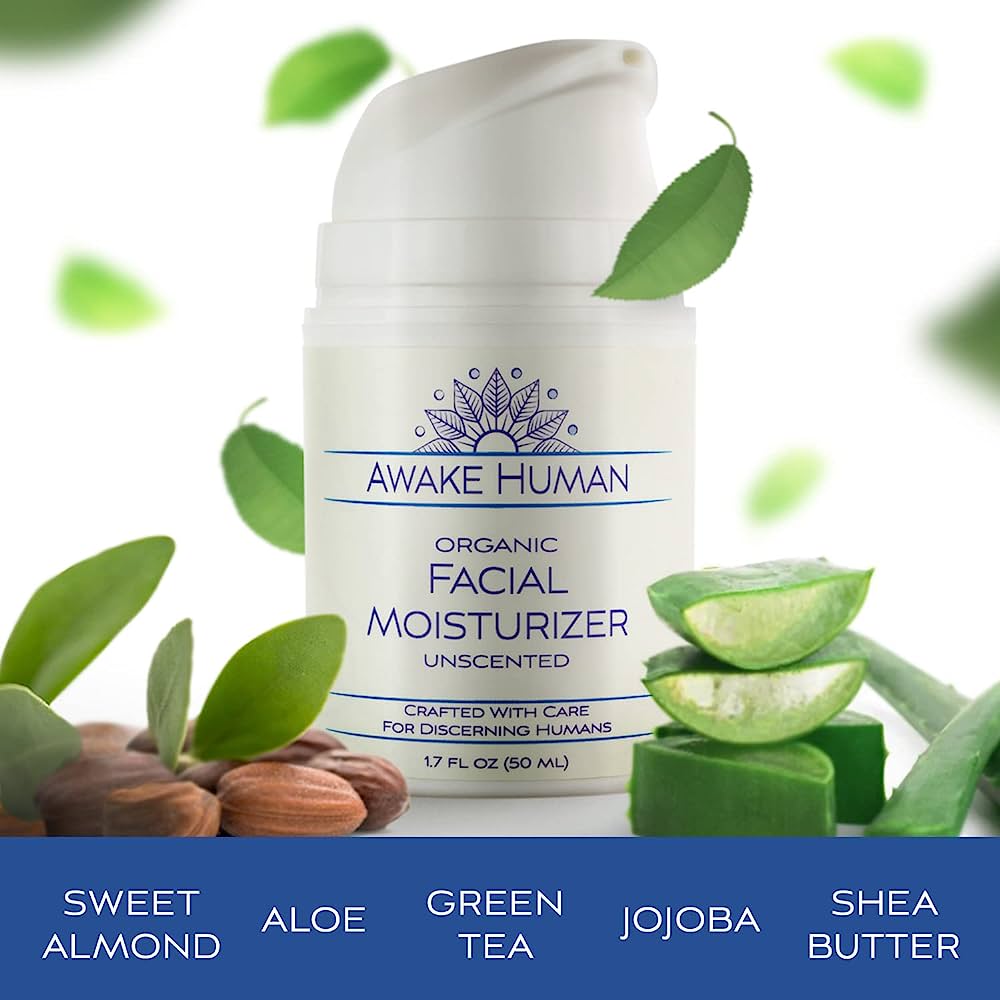 AWAKE HUMAN
ORGANIC
FACIAL
MOISTURIZER
UNSCENTED
CRAFTED WITH CARE
FOR DISCERNING HUMANS
1.7 FL OZ (50 ML)
SWEET
ALMOND
ALOE
GREEN
TEA
JOJOBA
SHEA
BUTTER